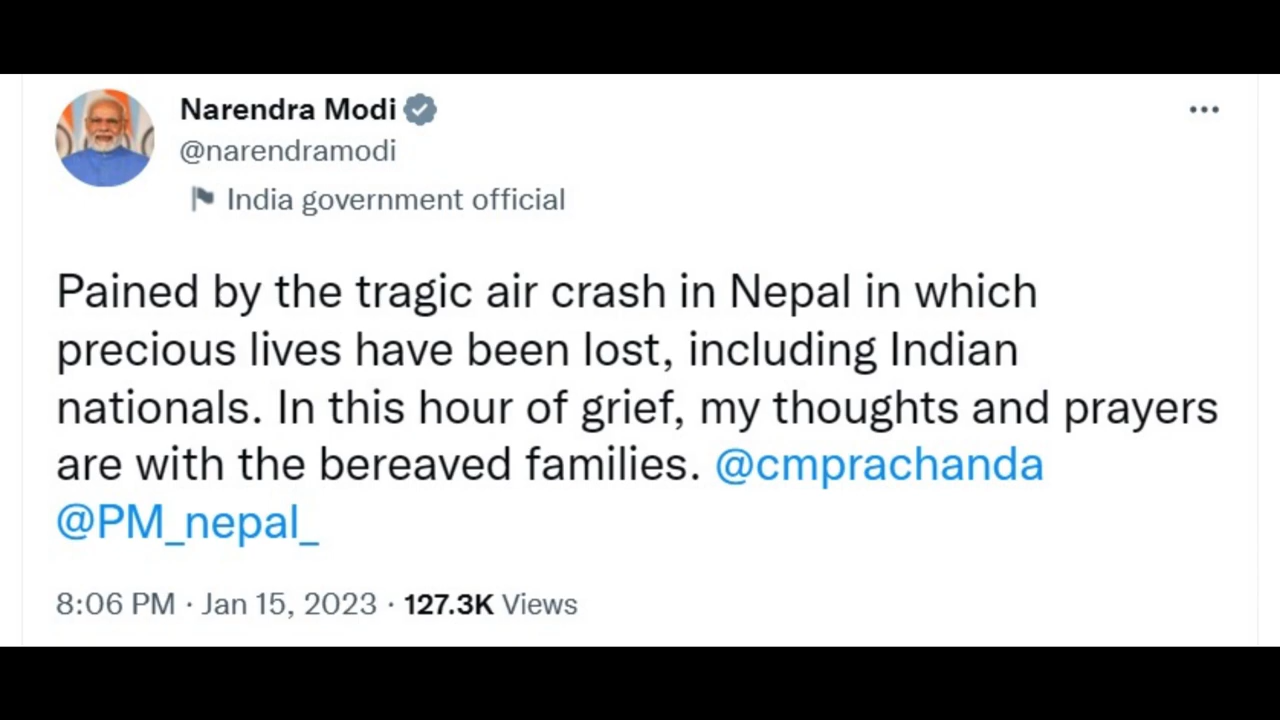 Narendra Modi
@narendramodi
India government official
Pained by the tragic air crash in Nepal in which
precious lives have been lost, including Indian
nationals. In this hour of grief, my thoughts and prayers
are with the bereaved families. @cmprachanda
@PM_nepal_
8:06 PM · Jan 15, 2023 · 127.3K Views